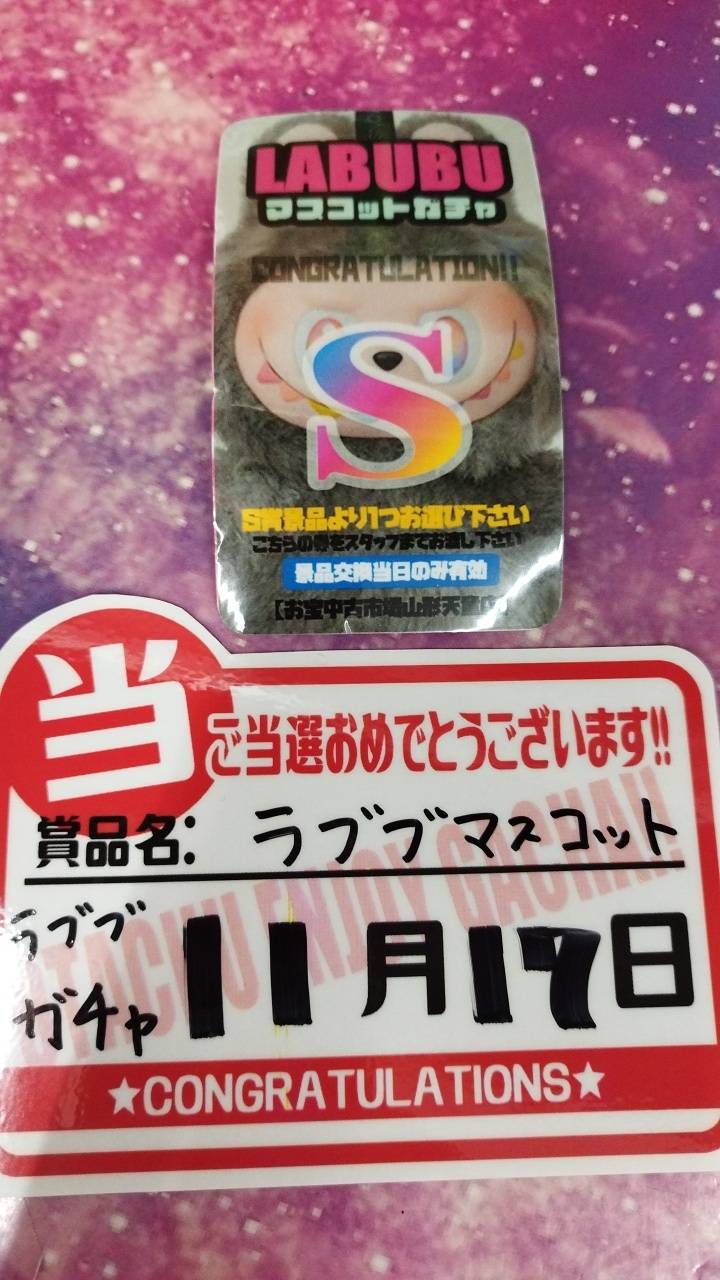 LABUBU
マスコットガチャ
CONGRATULATION!!
S
S賞景品より1つお選び下さい
こちらの券をスタッフまでお渡し下さい
景品交換当日のみ有効
【お宝中古市場山形天童店】
当
ご当選おめでとうございます!!
賞品名: ラブブマスコット
ラブブ
ガチャ
11月17日
ENJOY GACHA!!
★CONGRATULATIONS★